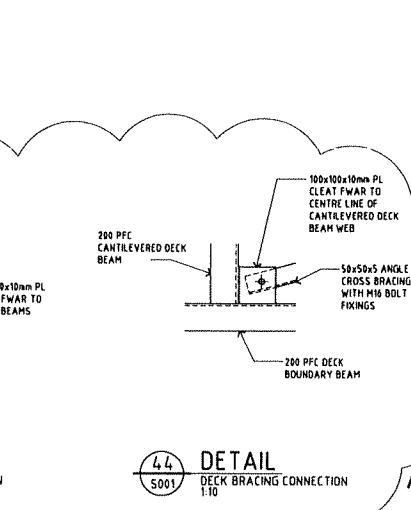 100x100x10mm PL
CLEAT FWAR TO
CENTRE LINE OF
CANTILEVERED DECK
BEAM WEB
200 PFC
CANTILEVERED DECK
BEAM
50x50x5 ANGLE
CROSS BRACING
WITH M16 BOLT
FIXINGS
0x10mm PL
FWAR TO
BEAMS
200 PFC DECK
BOUNDARY BEAM
44
S001
DETAIL
DECK BRACING CONNECTION
1:10